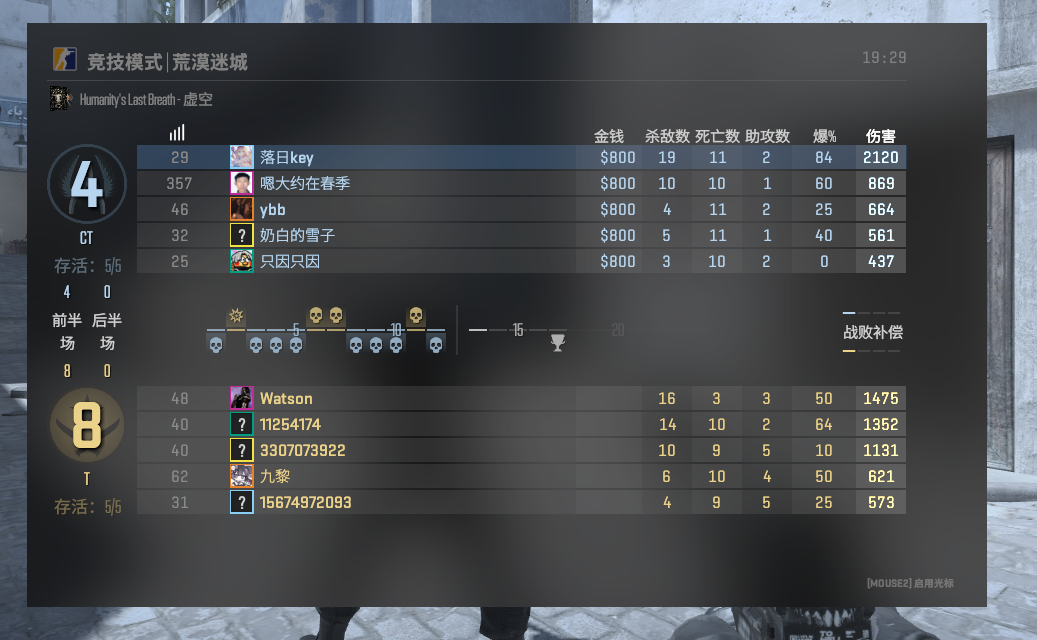 竞技模式|荒漠迷城
19:29
Humanity's Last Breath - 虚空
金钱 杀敌数 死亡数 助攻数 爆% 伤害
29 落日key $800 19 11 2 84 2120
357 嗯大约在春季 $800 10 10 1 60 869
46 ybb $800 4 11 2 25 664
32 ? 奶白的雪子 $800 5 11 1 40 561
25 只因只因 $800 3 10 2 0 437
4
CT
存活: 5/5
4 0
前半场 后半场
8 0
5 10 15 20
战败补偿
8
T
存活: 5/5
48 Watson 16 3 3 50 1475
40 ? 11254174 14 10 2 64 1352
40 ? 3307073922 10 9 5 10 1131
62 九黎 6 10 4 50 621
31 ? 15674972093 4 9 5 25 573
[MOUSE2] 启用光标